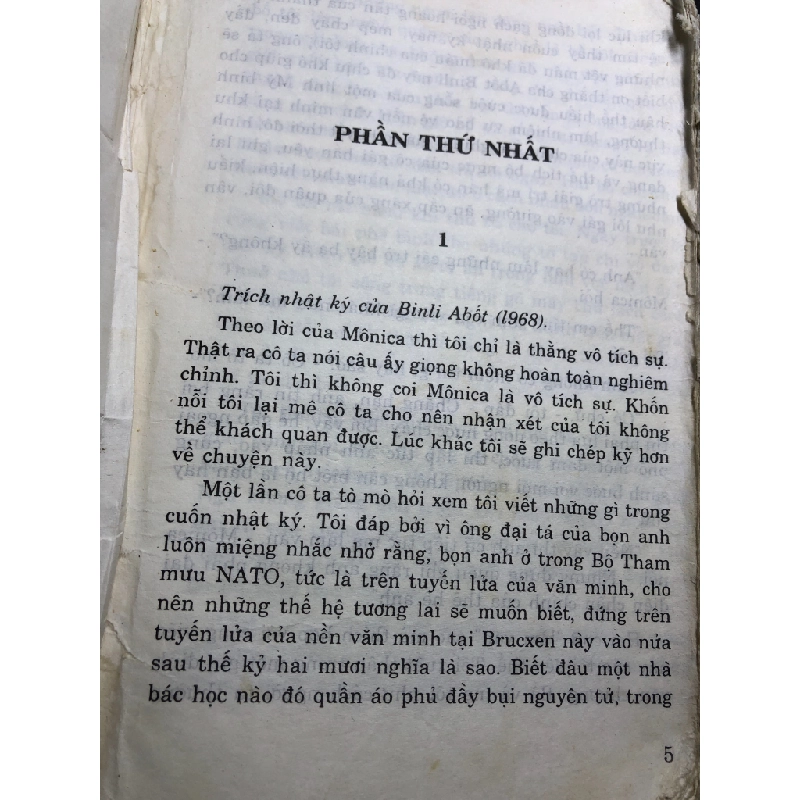 PHẦN THỨ NHẤT
1
Trích nhật ký của Binli Abốt (1968).
Theo lời của Mônica thì tôi chỉ là thằng vô tích sự.
Thật ra cô ta nói câu ấy giọng không hoàn toàn nghiêm
chỉnh. Tôi thì không coi Mônica là vô tích sự. Khốn
nỗi tôi lại mê cô ta cho nên nhận xét của tôi không
thể khách quan được. Lúc khác tôi sẽ ghi chép kỹ hơn
về chuyện này.
Một lần cô ta tò mò hỏi xem tôi viết những gì trong
cuốn nhật ký. Tôi đáp bởi vì ông đại tá của bọn anh
luôn miệng nhắc nhở rằng, bọn anh ở trong Bộ Tham
mưu NATO, tức là trên tuyến lửa của văn minh, cho
nên những thế hệ tương lai sẽ muốn biết, đứng trên
tuyến lửa của nền văn minh tại Brucxen này vào nửa
sau thế kỷ hai mươi nghĩa là sao. Biết đâu một nhà
bác học nào đó quần áo phủ đầy bụi nguyên tử, trong
5